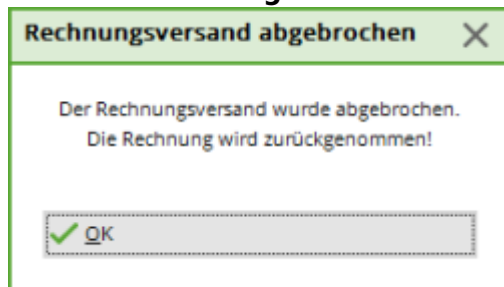 Rechnungsversand abgebrochen
Der Rechnungsversand wurde abgebrochen.
Die Rechnung wird zurückgenommen!
OK